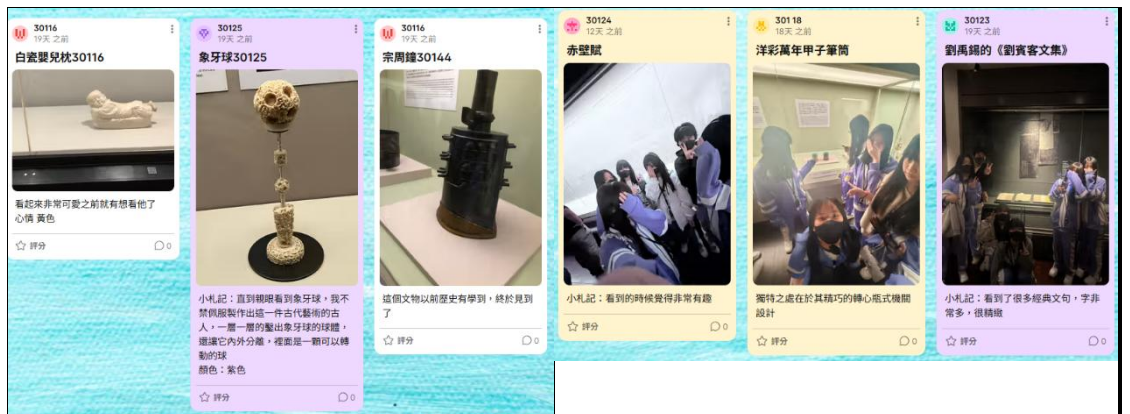 30116
19天 之前
白瓷嬰兒枕30116
看起來非常可愛之前就有想看他了
心情 黃色
評分
0
30125
19天 之前
象牙球30125
小札記：直到親眼看到象牙球，我不
禁佩服製作出這一件古代藝術的古
人，一層一層的鑿出象牙球的球體，
還讓它內外分離，裡面是一顆可以轉
動的球
顏色：紫色
評分
0
30116
19天 之前
宗周鐘30144
這個文物以前歷史有學到，終於見到
了
評分
0
30124
12天 之前
赤壁賦
小札記：看到的時候覺得非常有趣
評分
0
301 18
18天 之前
洋彩萬年甲子筆筒
獨特之處在於其精巧的轉心瓶式機關
設計
評分
0
30123
19天 之前
劉禹錫的《劉賓客文集》
小札記：看到了很多經典文句，字非
常多，很精緻
評分
0